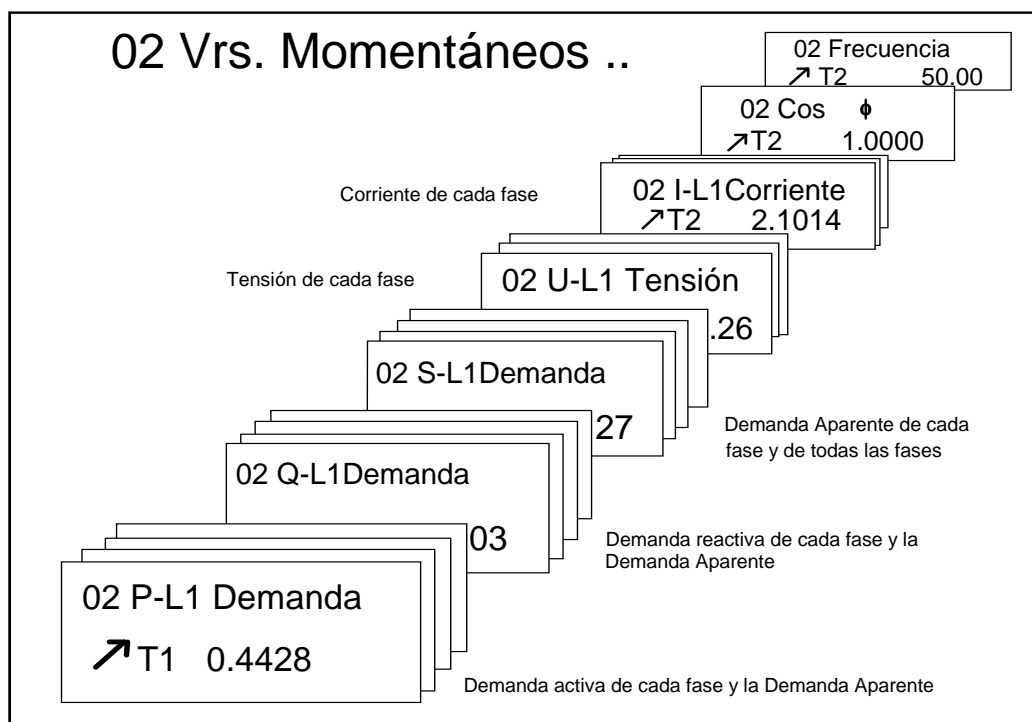 02 Vrs. Momentáneos ..
02 Frecuencia
T2 50.00
02 Cos ϕ
T2 1.0000
Corriente de cada fase
02 I-L1Corriente
T2 2.1014
Tensión de cada fase
02 U-L1 Tensión
.26
02 S-L1Demanda
27
Demanda Aparente de cada
fase y de todas las fases
02 Q-L1Demanda
03
Demanda reactiva de cada fase y la
Demanda Aparente
02 P-L1 Demanda
T1 0.4428
Demanda activa de cada fase y la Demanda Aparente